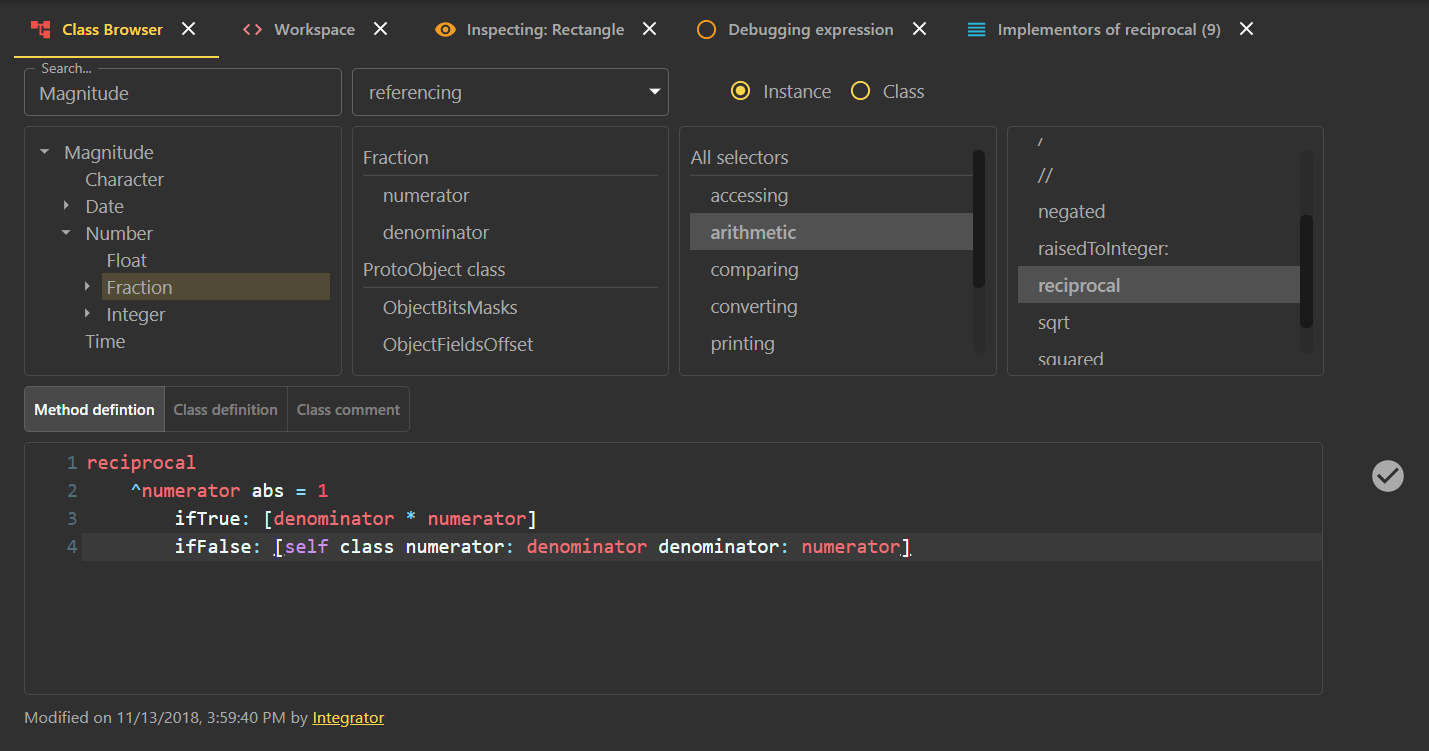 Class Browser
Workspace
Inspecting: Rectangle
Debugging expression
Implementors of reciprocal (9)
Search...
Magnitude
referencing
Instance
Class
Magnitude
Character
Date
Number
Float
Fraction
Integer
Time
Fraction
numerator
denominator
ProtoObject class
ObjectBitsMasks
ObjectFieldsOffset
All selectors
accessing
arithmetic
comparing
converting
printing
/
//
negated
raisedToInteger:
reciprocal
sqrt
squared
Method defintion
Class definition
Class comment
1 reciprocal
2 ^numerator abs = 1
3 ifTrue: [denominator * numerator]
4 ifFalse: [self class numerator: denominator denominator: numerator]
Modified on 11/13/2018, 3:59:40 PM by Integrator